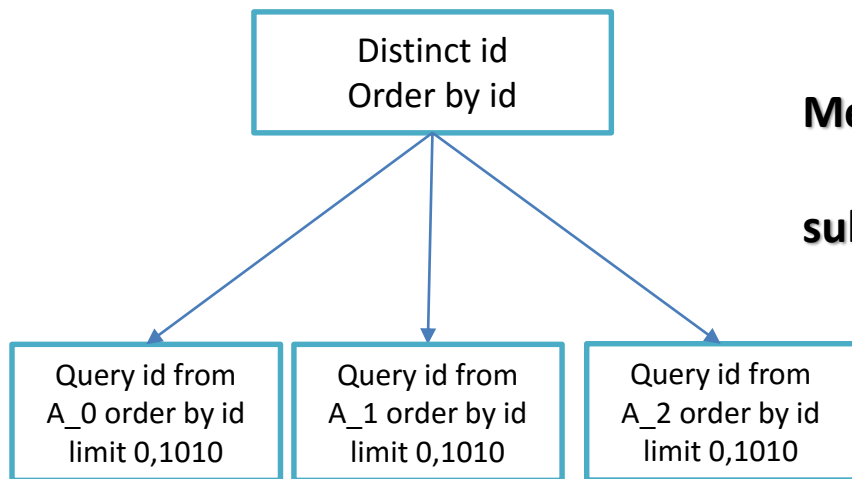 Distinct id
Order by id
Query id from
A_0 order by id
limit 0,1010
Query id from
A_1 order by id
limit 0,1010
Query id from
A_2 order by id
limit 0,1010